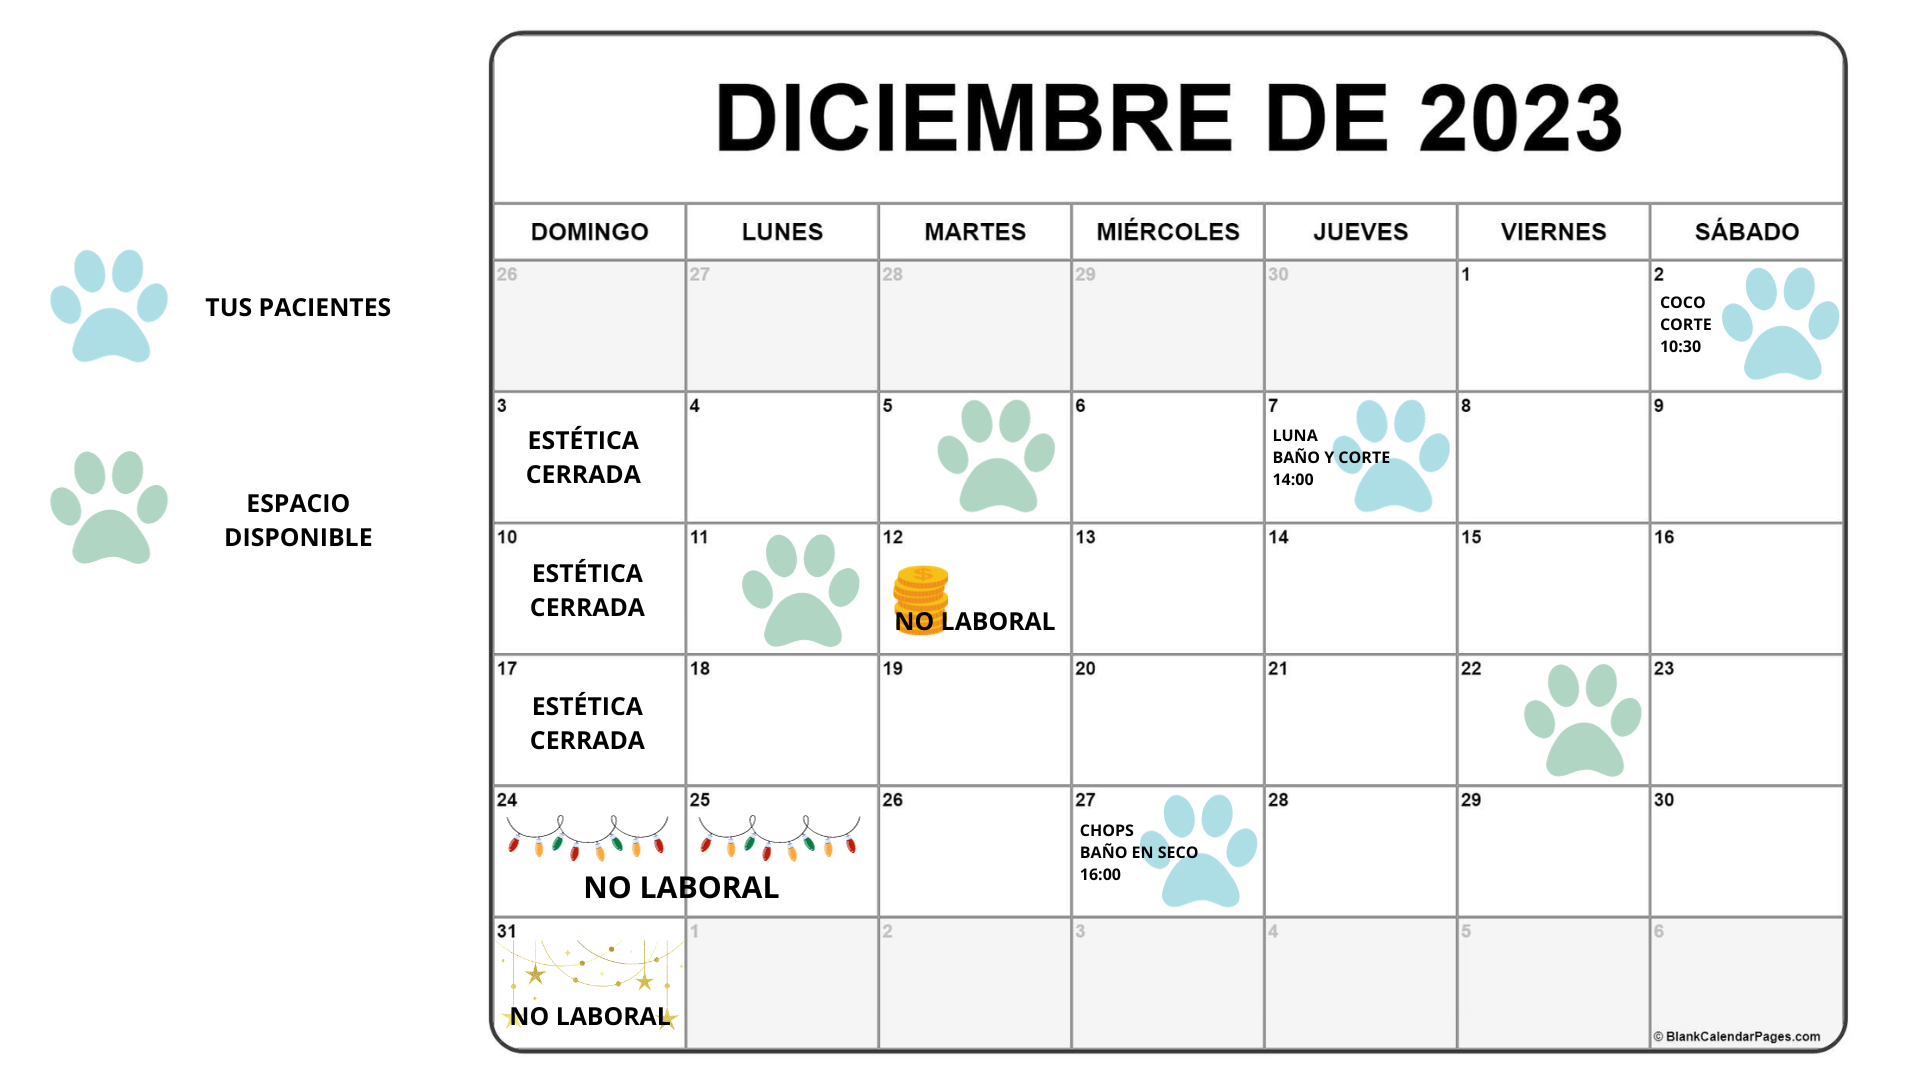 DICIEMBRE DE 2023
DOMINGO LUNES MARTES MIÉRCOLES JUEVES VIERNES SÁBADO
TUS PACIENTES
ESPACIO
DISPONIBLE
26 27 28 29 30 1 2
COCO
CORTE
10:30
3 4 5 6 7 8 9
ESTÉTICA
CERRADA
LUNA
BAÑO Y CORTE
14:00
10 11 12 13 14 15 16
ESTÉTICA
CERRADA
$
NO LABORAL
17 18 19 20 21 22 23
ESTÉTICA
CERRADA
24 25 26 27 28 29 30
NO LABORAL
CHOPS
BAÑO EN SECO
16:00
31 1 2 3 4 5 6
NO LABORAL
© BlankCalendarPages.com